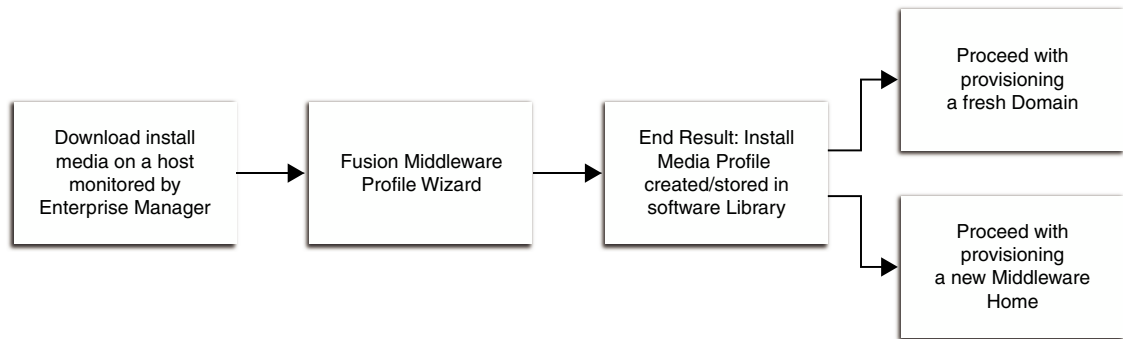 Download install
media on a host
monitored by
Enterprise Manager
Fusion Middleware
Profile Wizard
End Result: Install
Media Profile
created/stored in
software Library
Proceed with
provisioning
a fresh Domain
Proceed with
provisioning
a new Middleware
Home